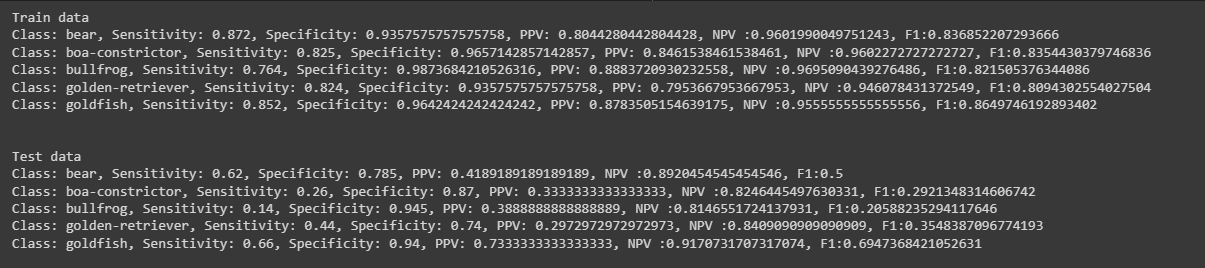 Train data
Class: bear, Sensitivity: 0.872, Specificity: 0.9357575757575758, PPV: 0.8044280442804428, NPV :0.9601990049751243, F1:0.836852207293666
Class: boa-constrictor, Sensitivity: 0.825, Specificity: 0.9657142857142857, PPV: 0.8461538461538461, NPV :0.9602272727272727, F1:0.8354430379746836
Class: bullfrog, Sensitivity: 0.764, Specificity: 0.9873684210526316, PPV: 0.8883720930232558, NPV :0.9695090439276486, F1:0.821505376344086
Class: golden-retriever, Sensitivity: 0.824, Specificity: 0.9357575757575758, PPV: 0.7953667953667953, NPV :0.946078431372549, F1:0.8094302554027504
Class: goldfish, Sensitivity: 0.852, Specificity: 0.9642424242424242, PPV: 0.8783505154639175, NPV :0.9555555555555556, F1:0.8649746192893402
Test data
Class: bear, Sensitivity: 0.62, Specificity: 0.785, PPV: 0.4189189189189189, NPV :0.8920454545454546, F1:0.5
Class: boa-constrictor, Sensitivity: 0.26, Specificity: 0.87, PPV: 0.3333333333333333, NPV :0.8246445497630331, F1:0.2921348314606742
Class: bullfrog, Sensitivity: 0.14, Specificity: 0.945, PPV: 0.3888888888888889, NPV :0.8146551724137931, F1:0.20588235294117646
Class: golden-retriever, Sensitivity: 0.44, Specificity: 0.74, PPV: 0.2972972972972973, NPV :0.8409090909090909, F1:0.3548387096774193
Class: goldfish, Sensitivity: 0.66, Specificity: 0.94, PPV: 0.7333333333333333, NPV :0.9170731707317074, F1:0.6947368421052631